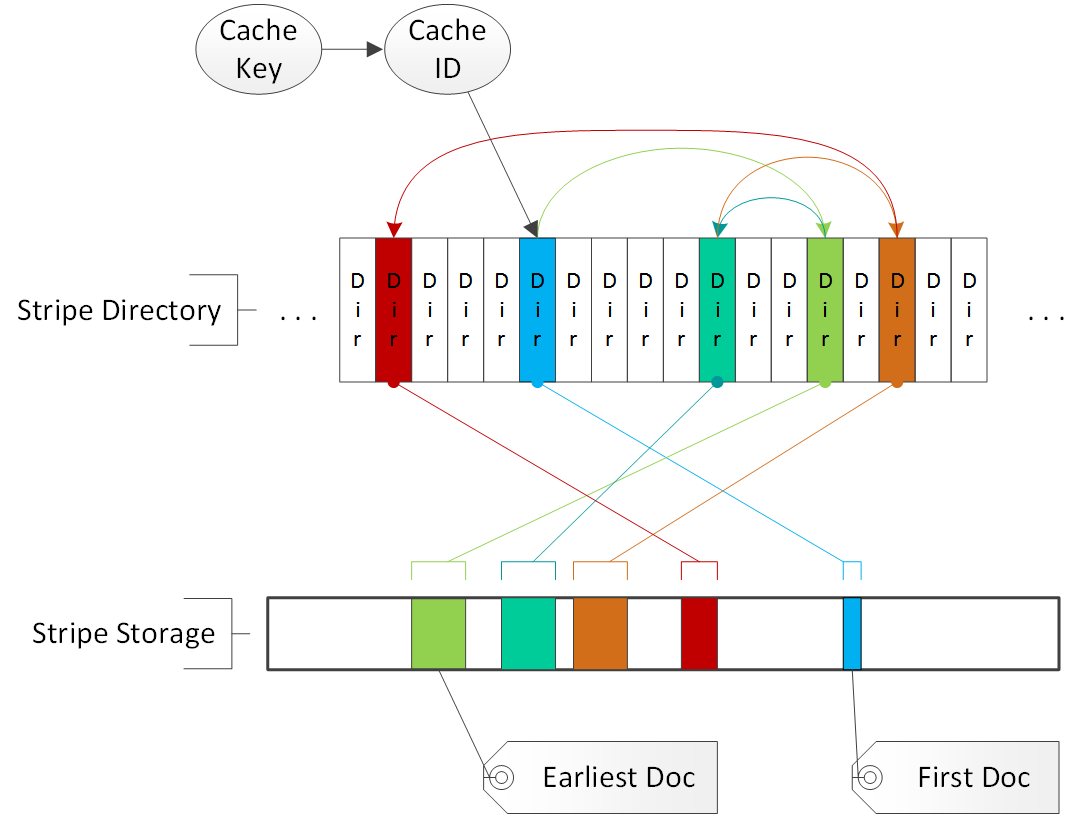 Cache
Key
Cache
ID
Stripe Directory
. . .
D D D D D D D D D D D D D D D D D D
i i i i i i i i i i i i i i i i i i
r r r r r r r r r r r r r r r r r r
. . .
Stripe Storage
Earliest Doc
First Doc